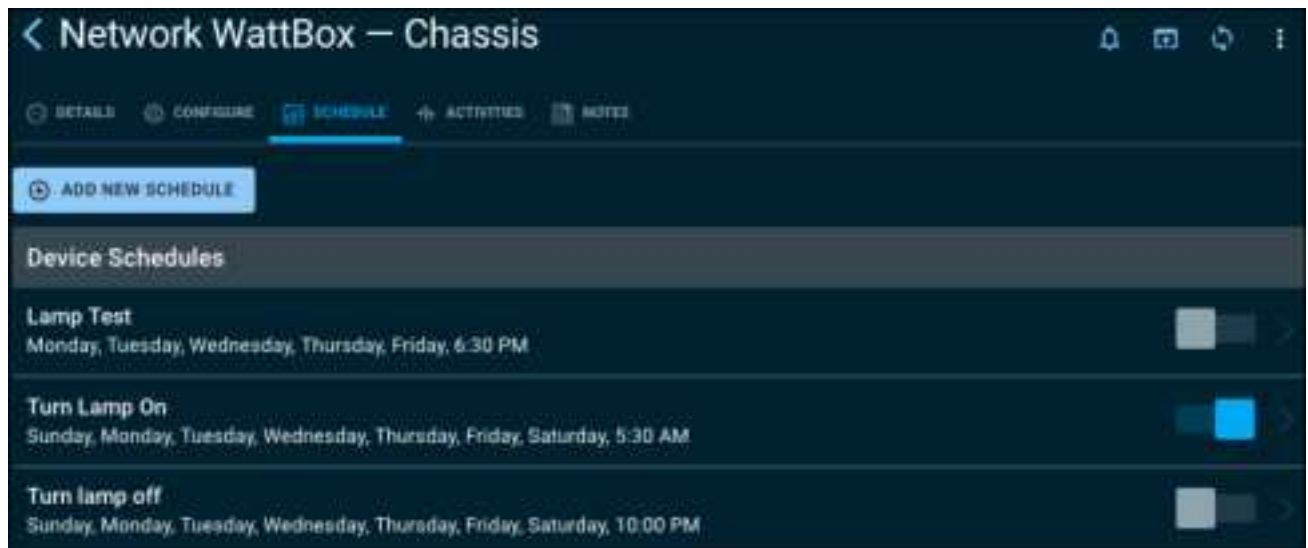 Network WattBox — Chassis
DETAILS CONFIGURE SCHEDULE ACTIVITIES NOTES
ADD NEW SCHEDULE
Device Schedules
Lamp Test
Monday, Tuesday, Wednesday, Thursday, Friday, 6:30 PM
Turn Lamp On
Sunday, Monday, Tuesday, Wednesday, Thursday, Friday, Saturday, 5:30 AM
Turn lamp off
Sunday, Monday, Tuesday, Wednesday, Thursday, Friday, Saturday, 10:00 PM